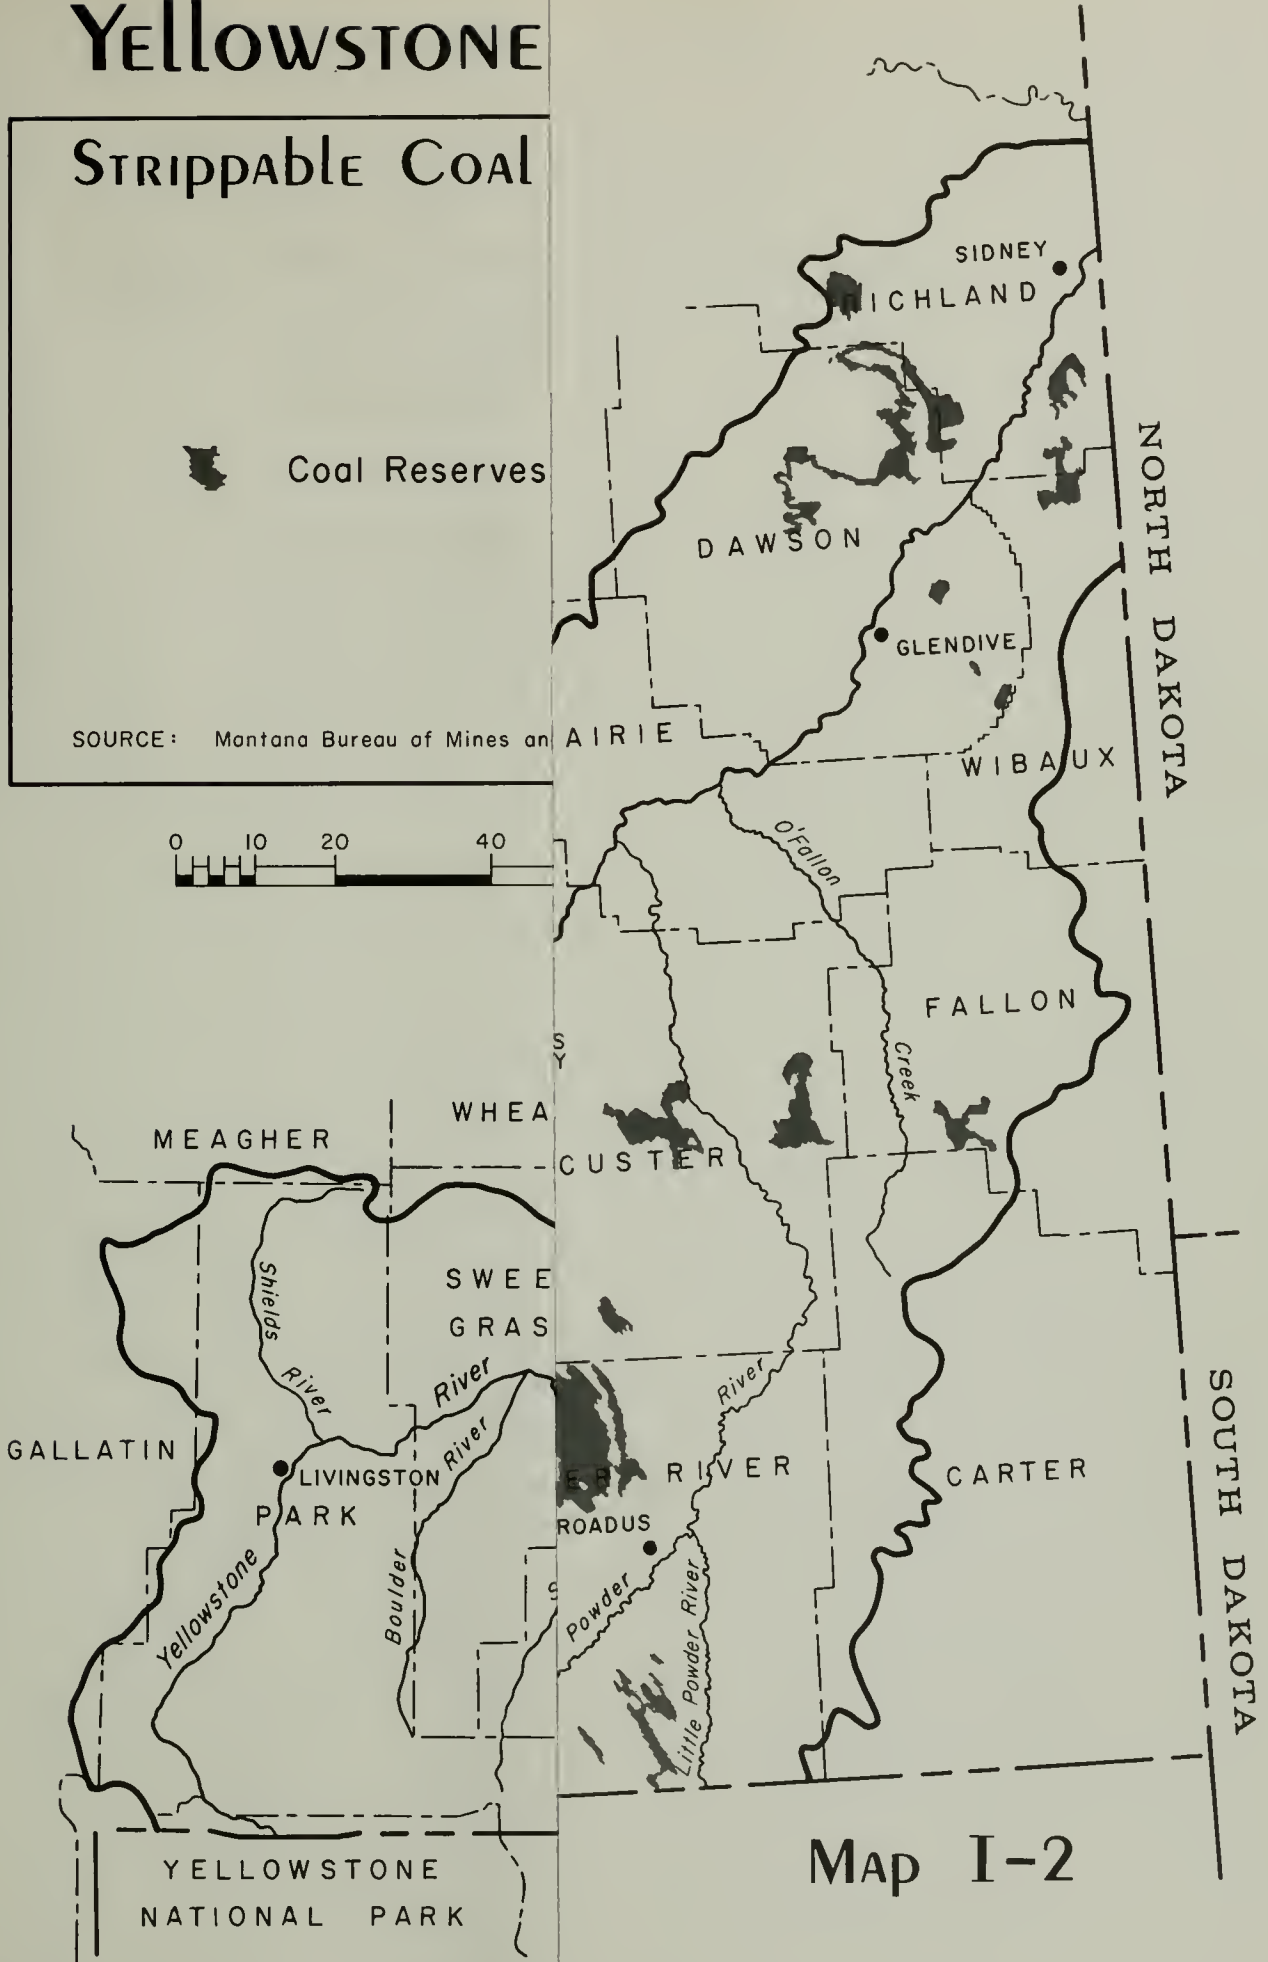 Yellowstone
Strippable Coal
Coal Reserves
SOURCE: Montana Bureau of Mines an
0 10 20 40
SIDNEY
RICHLAND
DAWSON
GLENDIVE
AIRIE
WIBAUX
O'Fallon
Creek
FALLON
NORTH DAKOTA
S
Y
WHEA
MEAGHER
CUSTER
SWEE
GRAS
Shields
River
River
River
River
GALLATIN
LIVINGSTON
PARK
ER RIVER
CARTER
SOUTH DAKOTA
ROADUS
Yellowstone
Boulder
S
Powder
Little Powder River
YELLOWSTONE
NATIONAL PARK
Map I-2